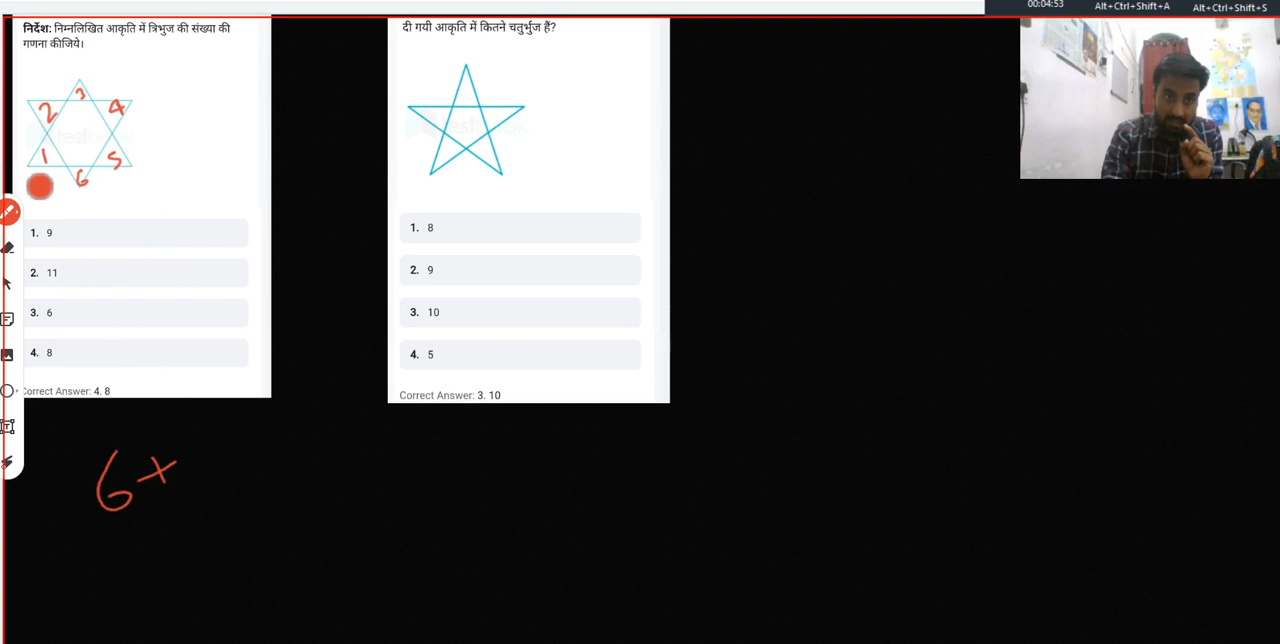 00:04:53 Alt+Ctrl+Shift+A Alt+Ctrl+Shift+S
निर्देश: निम्नलिखित आकृति में त्रिभुज की संख्या की
गणना कीजिये।
3
2 4
1 5
6
1. 9
2. 11
3. 6
4. 8
Correct Answer: 4. 8
6+
दी गयी आकृति में कितने चतुर्भुज हैं?
1. 8
2. 9
3. 10
4. 5
Correct Answer: 3. 10